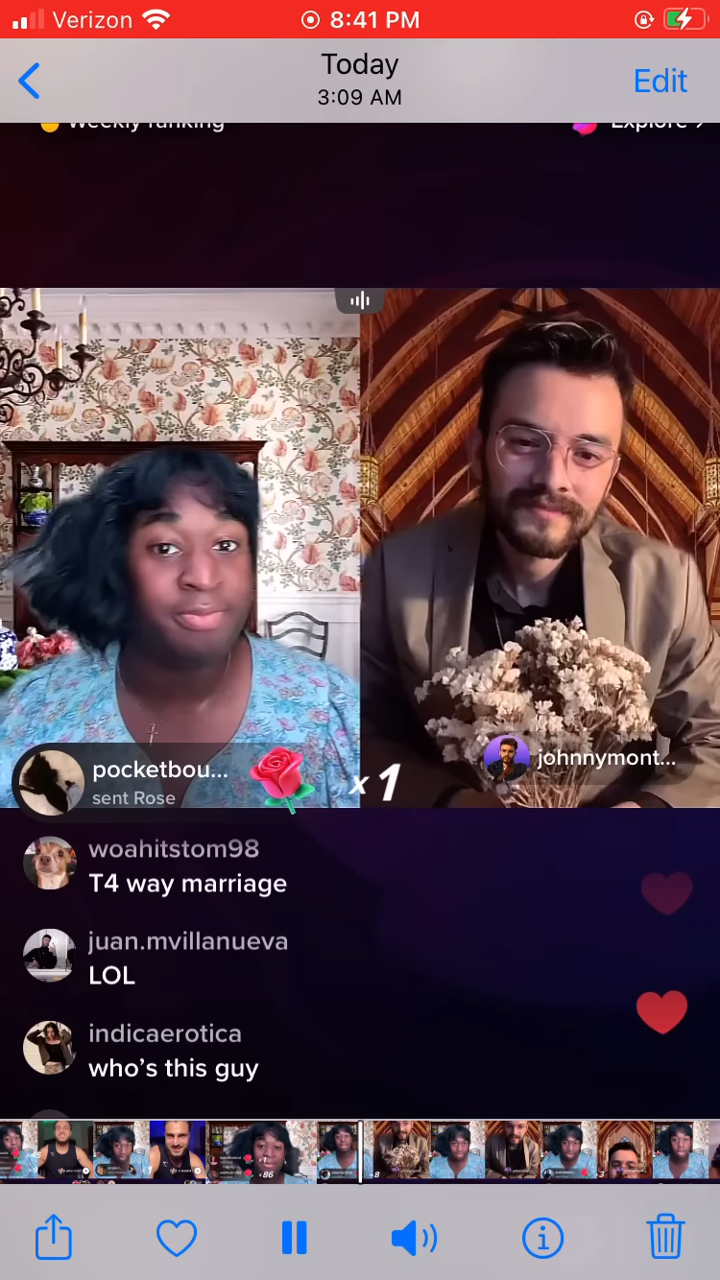 Verizon 8:41 PM
Today
3:09 AM
Edit
Weekly ranking
Explore >
pocketbou...
sent Rose
x 1
johnnymont...
woahitstom98
T4 way marriage
juan.mvillanueva
LOL
indicaerotica
who's this guy